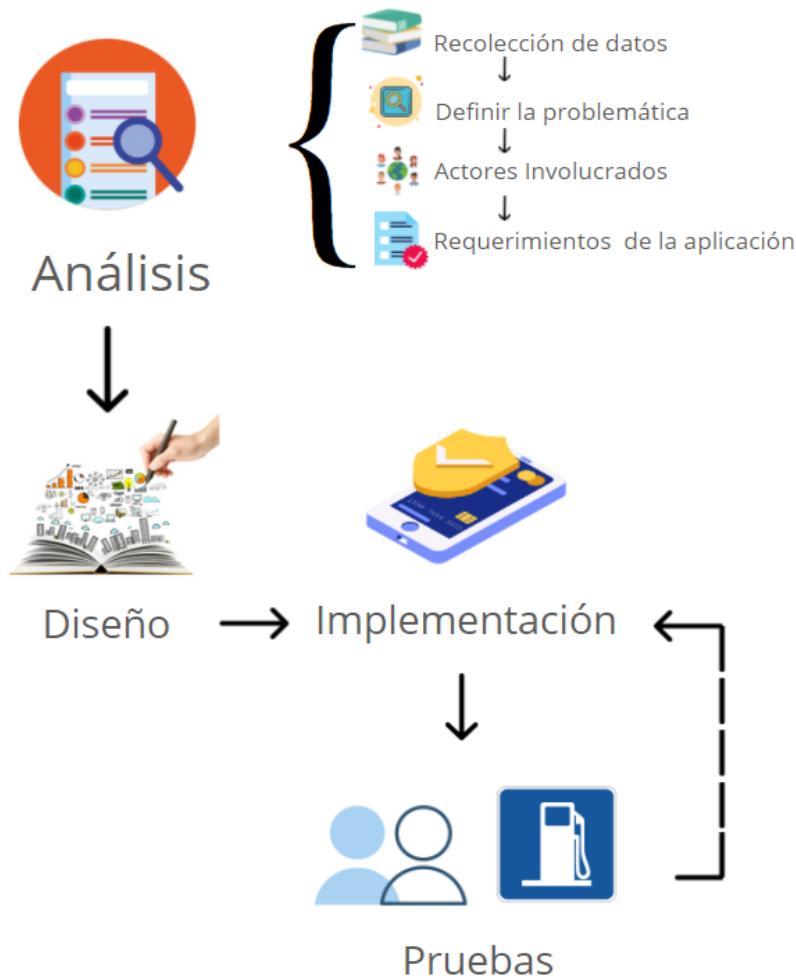 Recolección de datos
Definir la problemática
Actores Involucrados
Requerimientos de la aplicación
Análisis
Diseño
Implementación
Pruebas